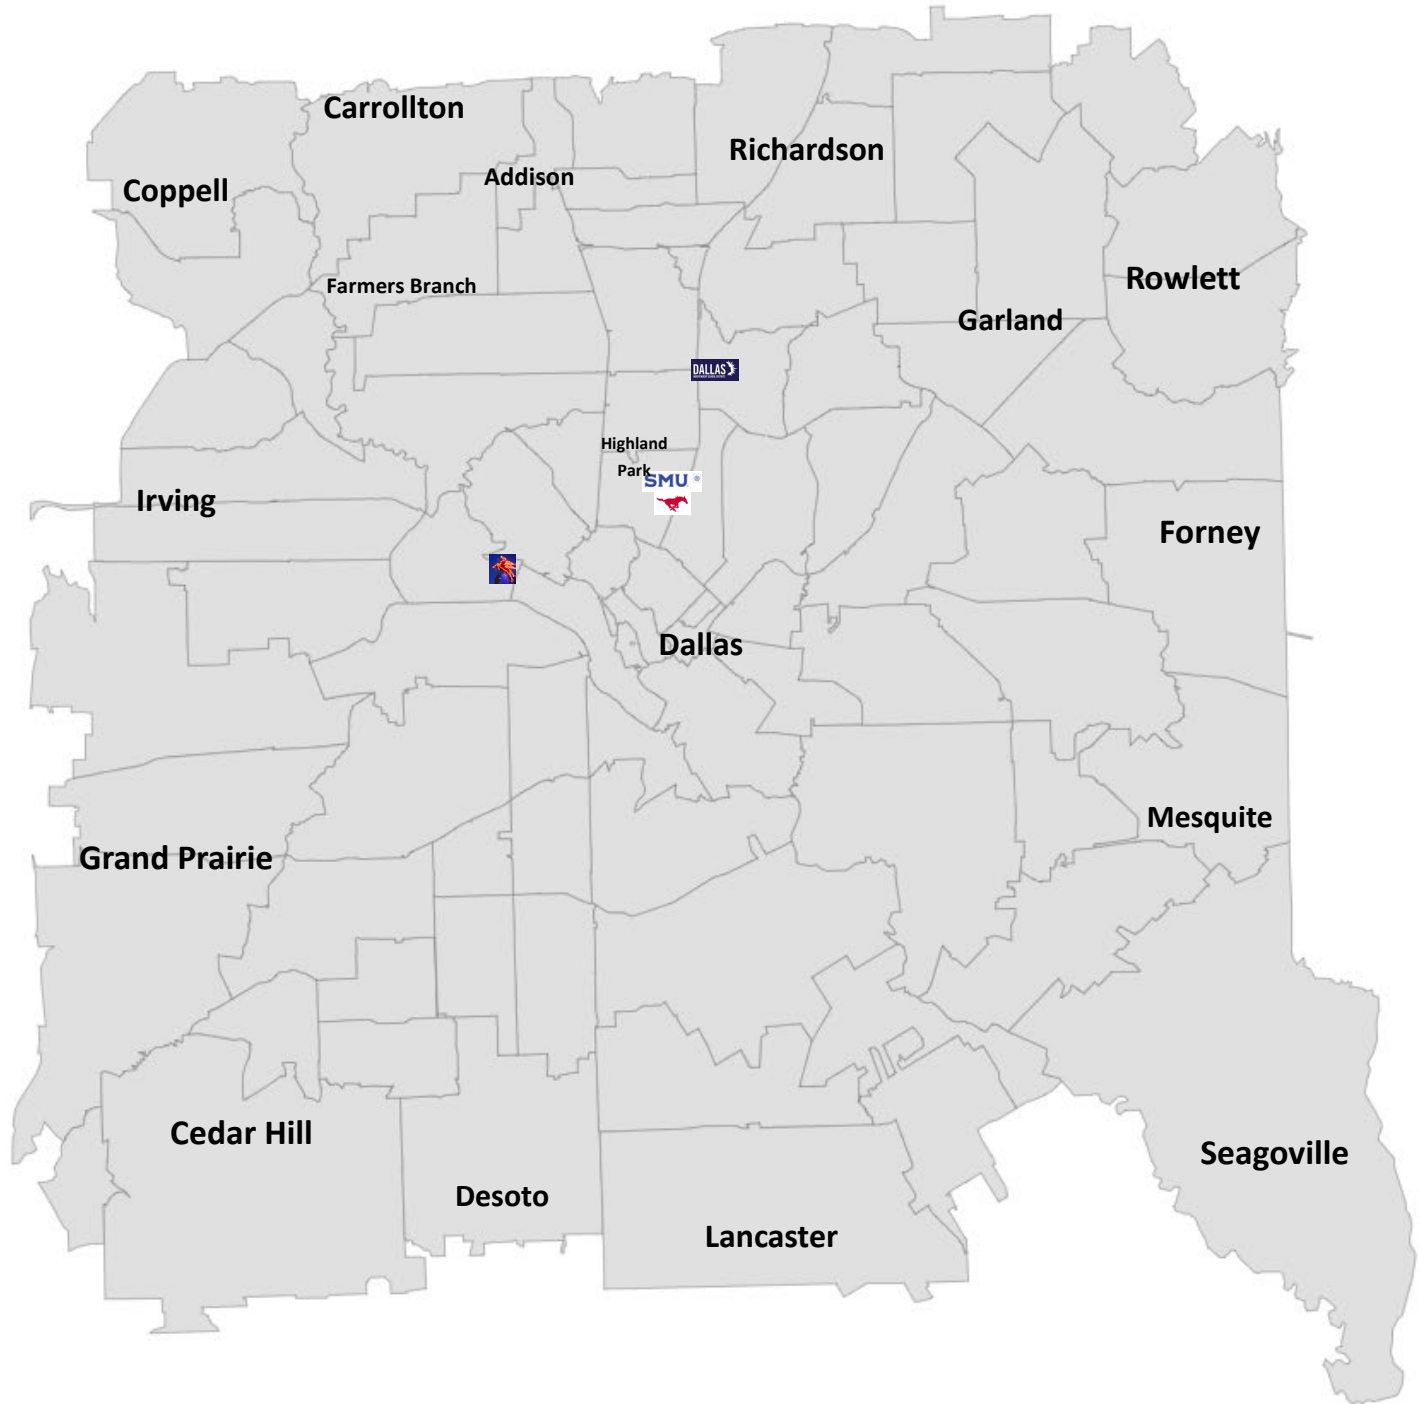 Carrollton
Richardson
Addison
Coppell
Farmers Branch
Rowlett
Garland
DALLAS
Highland
Park
SMU ®
Irving
Forney
Dallas
Mesquite
Grand Prairie
Cedar Hill
Seagoville
Desoto
Lancaster